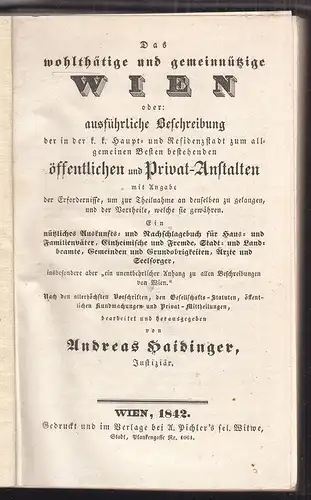 Das
wohlthätige und gemeinnützige
WIEN
oder:
ausführliche Beschreibung
der in der k. k. Haupt- und Residenzstadt zum all-
gemeinen Besten bestehenden
öffentlichen und Privat-Anstalten
mit Angabe
der Erfordernisse, um zur Theilnahme an denselben zu gelangen,
und der Vortheile, welche sie gewähren.
Ein
nützliches Auskunfts- und Nachschlagebuch für Haus- und
Familienväter, Einheimische und Fremde, Stadt- und Land-
beamte, Gemeinden und Grundobrigkeiten, Ärzte und
Seelsorger,
insbesondere aber „ein unentbehrlicher Anhang zu allen Beschreibungen
von Wien.“
Nach den allerhöchsten Vorschriften, den Gesellschafts-Statuten, öffent-
lichen Kundmachungen und Privat-Mittheilungen,
bearbeitet und herausgegeben
von
Andreas Haidinger,
Justiziär.
WIEN, 1842.
Gedruckt und im Verlage bei A. Pichler's sel. Witwe,
Stadt, Plankengasse Nr. 1061.